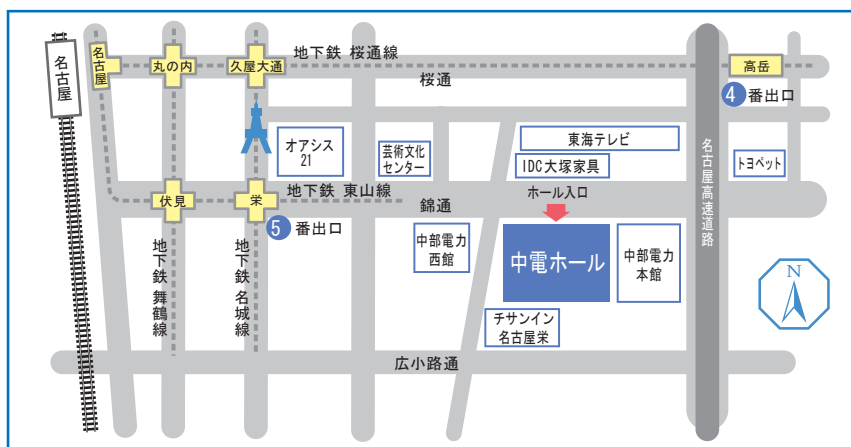 名古屋
名古屋
丸の内
久屋大通
地下鉄 桜通線
桜通
高岳
4 番出口
オアシス
21
芸術文化
センター
東海テレビ
IDC大塚家具
トヨペット
名古屋高速道路
ホール入口
伏見
栄
地下鉄 東山線
錦通
5 番出口
中部電力
西館
中電ホール
中部電力
本館
地下鉄 舞鶴線
地下鉄 名城線
チサンイン
名古屋栄
広小路通
N